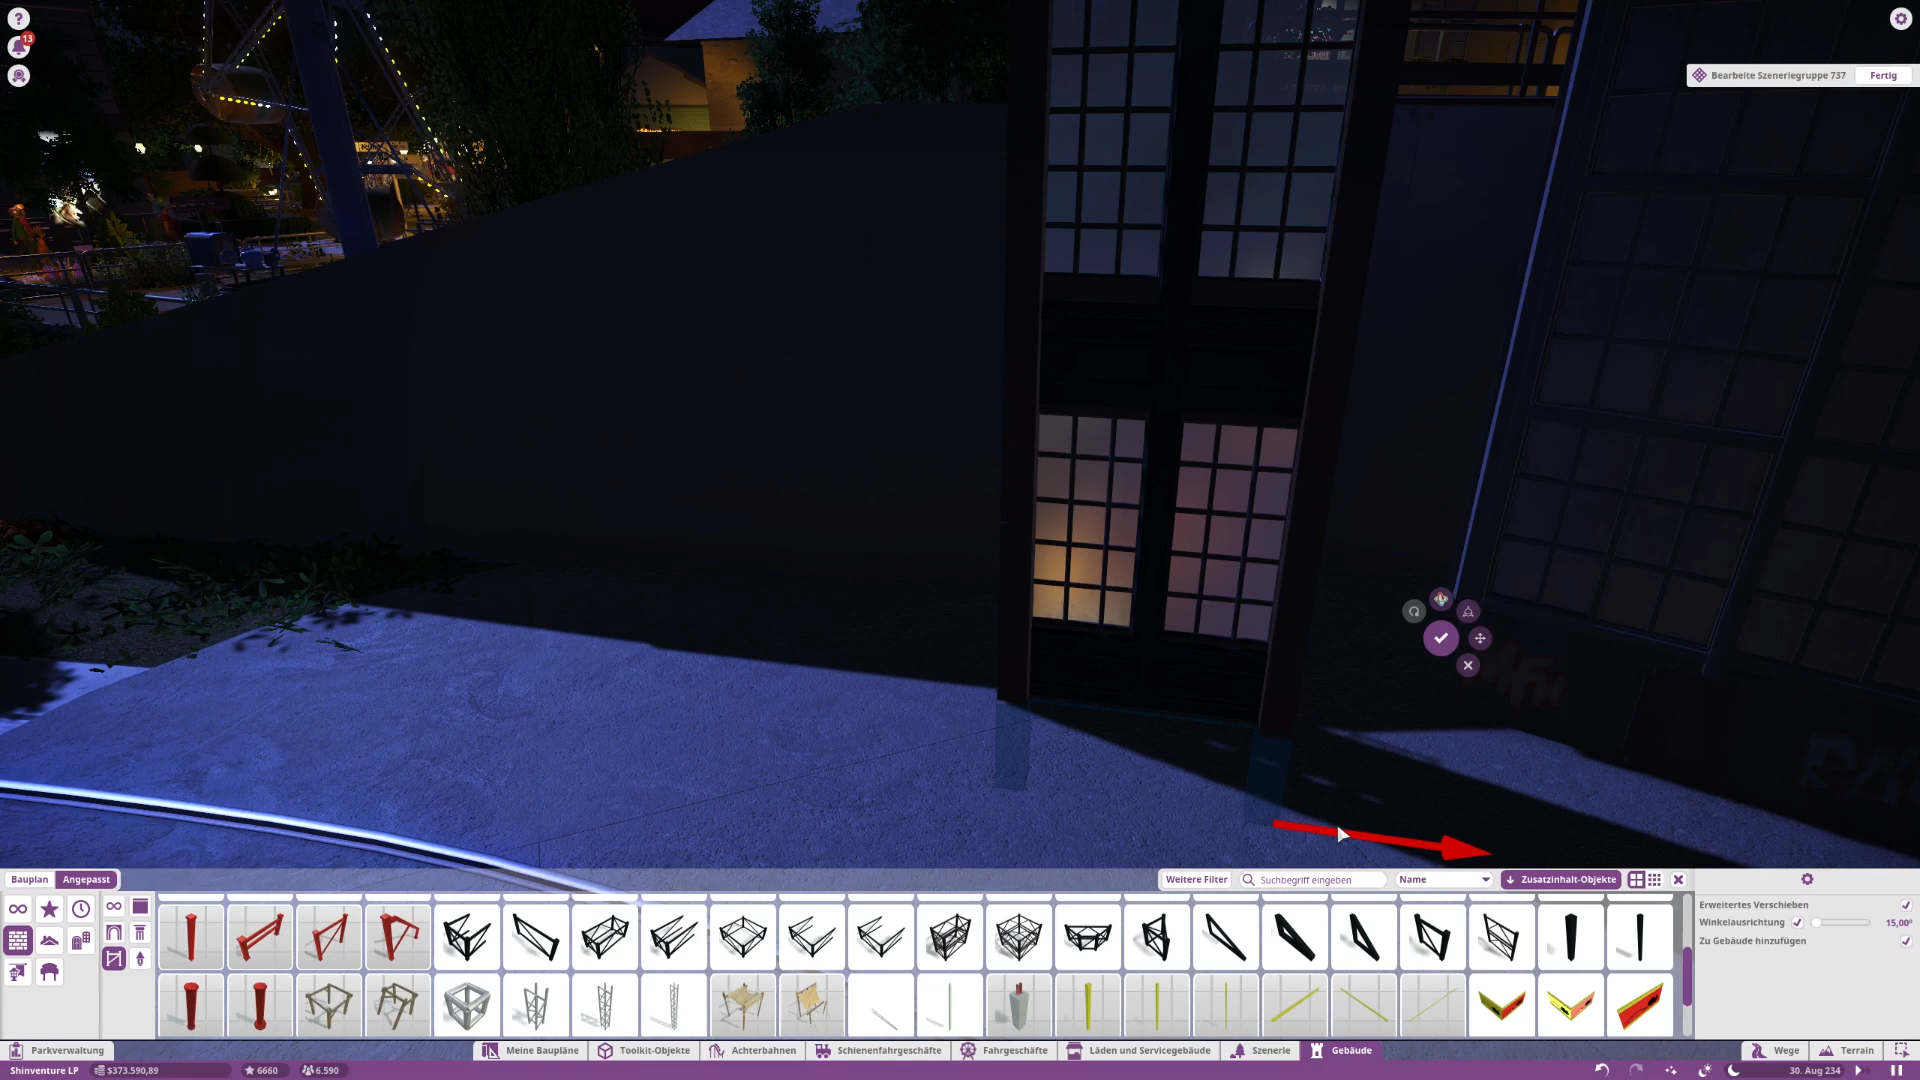 ?
13
Bearbeite Szeneriegruppe 737
Fertig
Bauplan
Angepasst
Weitere Filter
Suchbegriff eingeben
Name
Zusatzinhalt-Objekte
Erweitertes Verschieben
Winkelausrichtung
15,00°
Zu Gebäude hinzufügen
Parkverwaltung
Meine Baupläne
Toolkit-Objekte
Achterbahnen
Schienenfahrgeschäfte
Fahrgeschäfte
Läden und Servicegebäude
Szenerie
Gebäude
Wege
Terrain
Shinventure LP
$373.590,89
6660
6.590
30. Aug 234